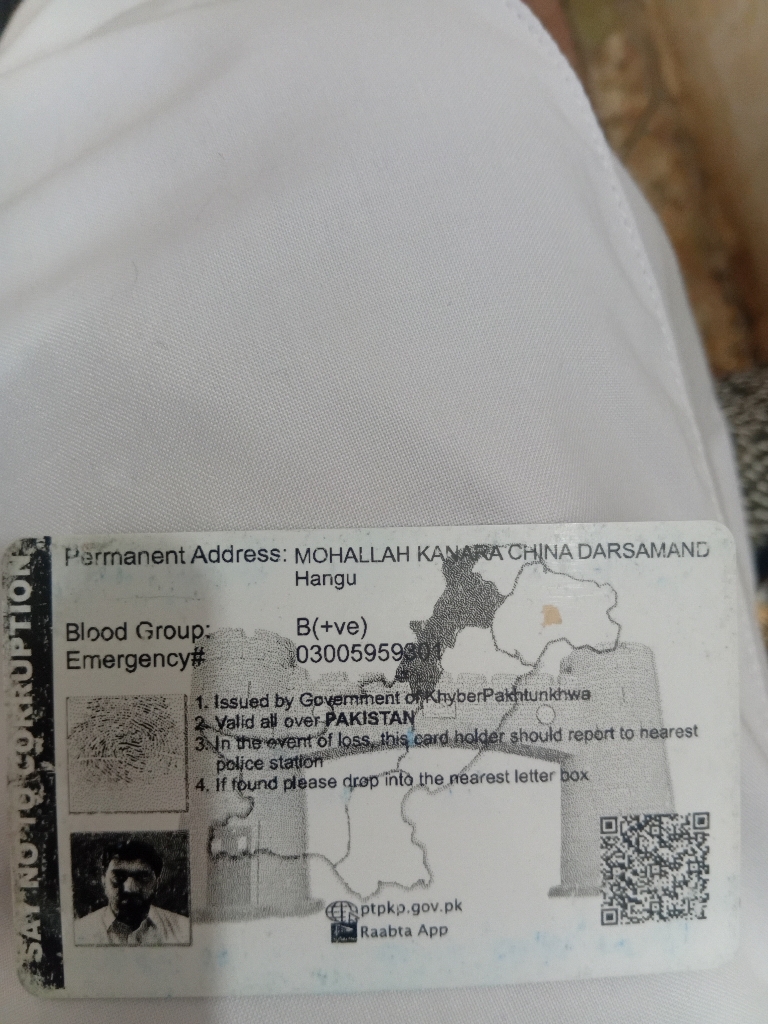 SAY NO TO CORRUPTION
Permanent Address: MOHALLAH KANARA CHINA DARSAMAND
Hangu
Blood Group: B(+ve)
Emergency# 03005959301
1. Issued by Government of KhyberPakhtunkhwa
2. Valid all over PAKISTAN
3. In the event of loss, this card holder should report to nearest
police station
4. If found please drop into the nearest letter box
ptpkp.gov.pk
Raabta App